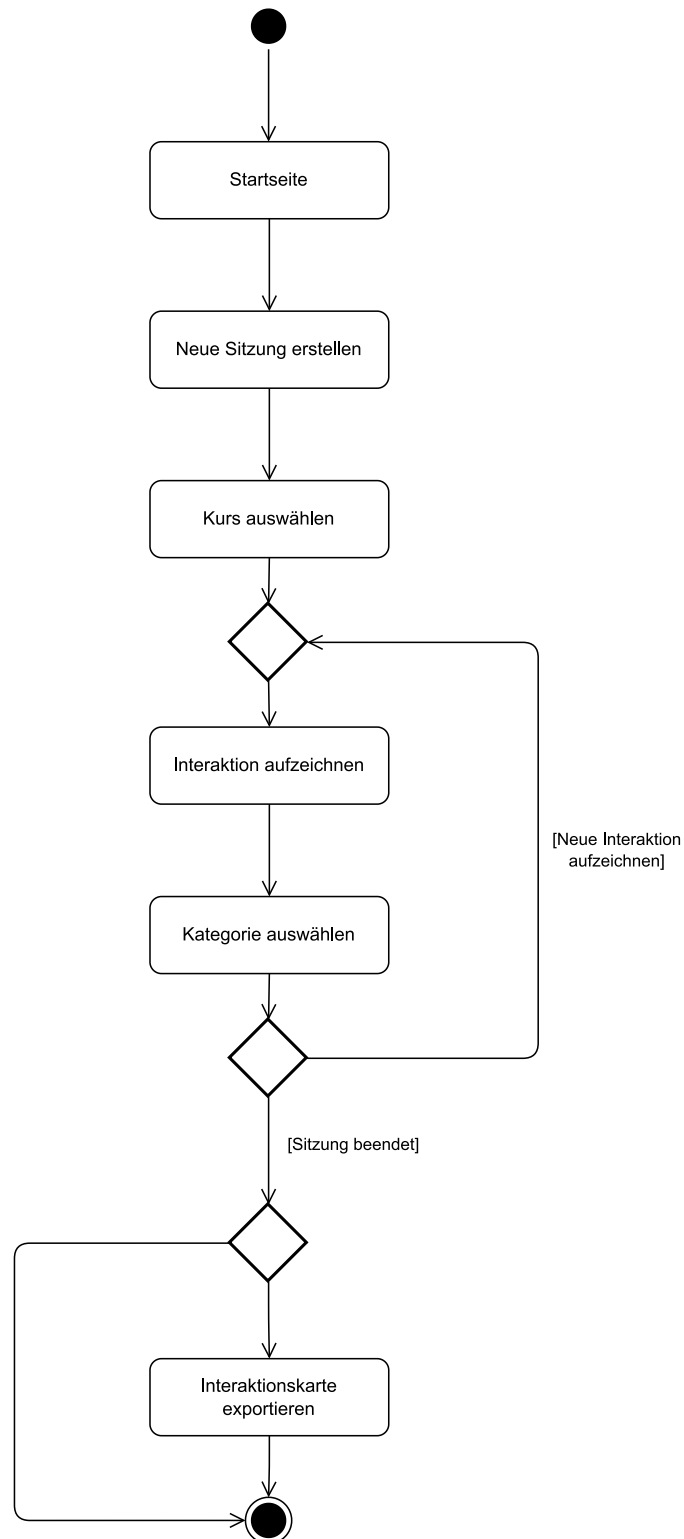 Startseite
Neue Sitzung erstellen
Kurs auswählen
Interaktion aufzeichnen
[Neue Interaktion
aufzeichnen]
Kategorie auswählen
[Sitzung beendet]
Interaktionskarte
exportieren